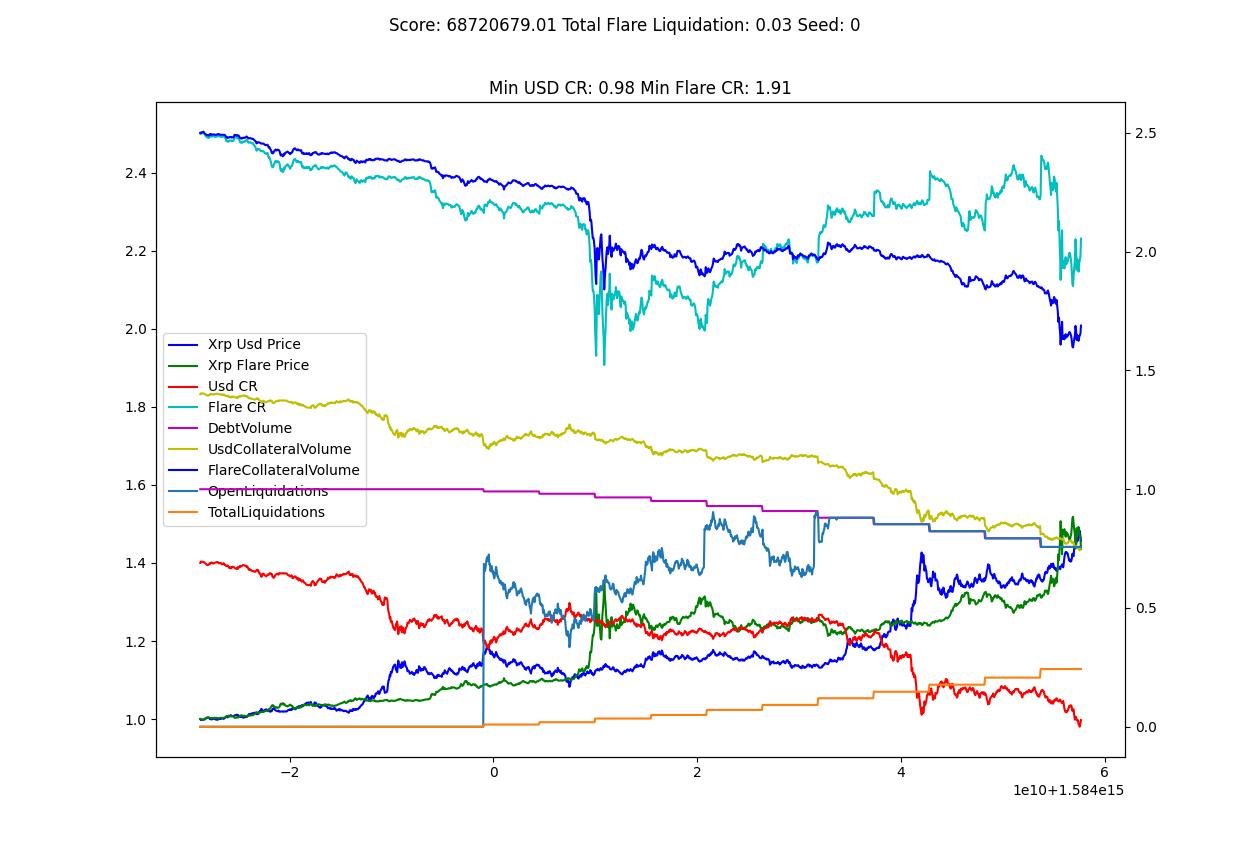 Score: 68720679.01 Total Flare Liquidation: 0.03 Seed: 0
Min USD CR: 0.98 Min Flare CR: 1.91
2.4
2.2
2.0
1.8
1.6
1.4
1.2
1.0
2.5
2.0
1.5
1.0
0.5
0.0
Xrp Usd Price
Xrp Flare Price
Usd CR
Flare CR
DebtVolume
UsdCollateralVolume
FlareCollateralVolume
OpenLiquidations
TotalLiquidations
−2 0 2 4 6
1e10+1.584e15